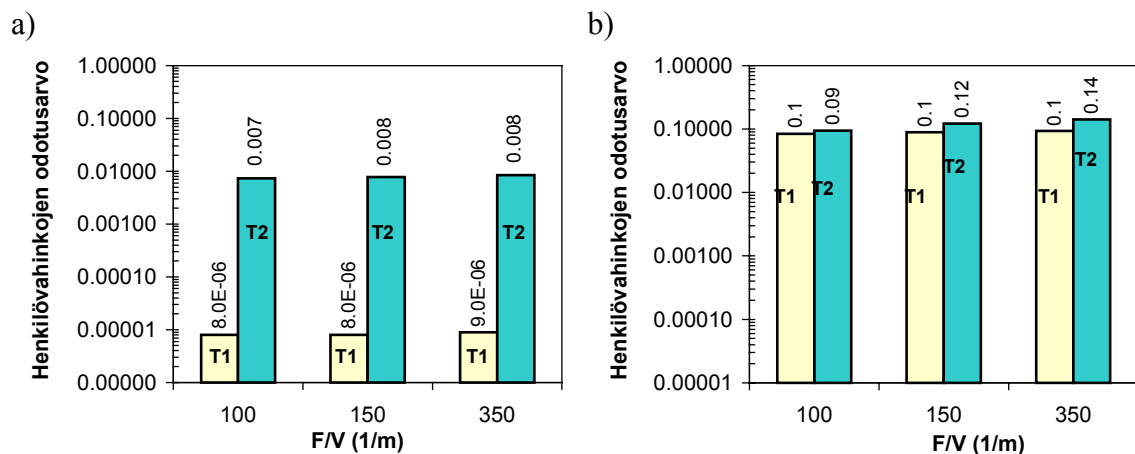 a)
Henkilövahinkojen odotusarvo
1.00000
0.10000
0.01000
0.00100
0.00010
0.00001
0.00000
8.0E-06
0.007
8.0E-06
0.008
9.0E-06
0.008
T1
T2
T1
T2
T1
T2
100
150
350
F/V (1/m)
b)
Henkilövahinkojen odotusarvo
1.00000
0.10000
0.01000
0.00100
0.00010
0.00001
0.1
0.09
0.1
0.12
0.1
0.14
T1
T2
T1
T2
T1
T2
100
150
350
F/V (1/m)